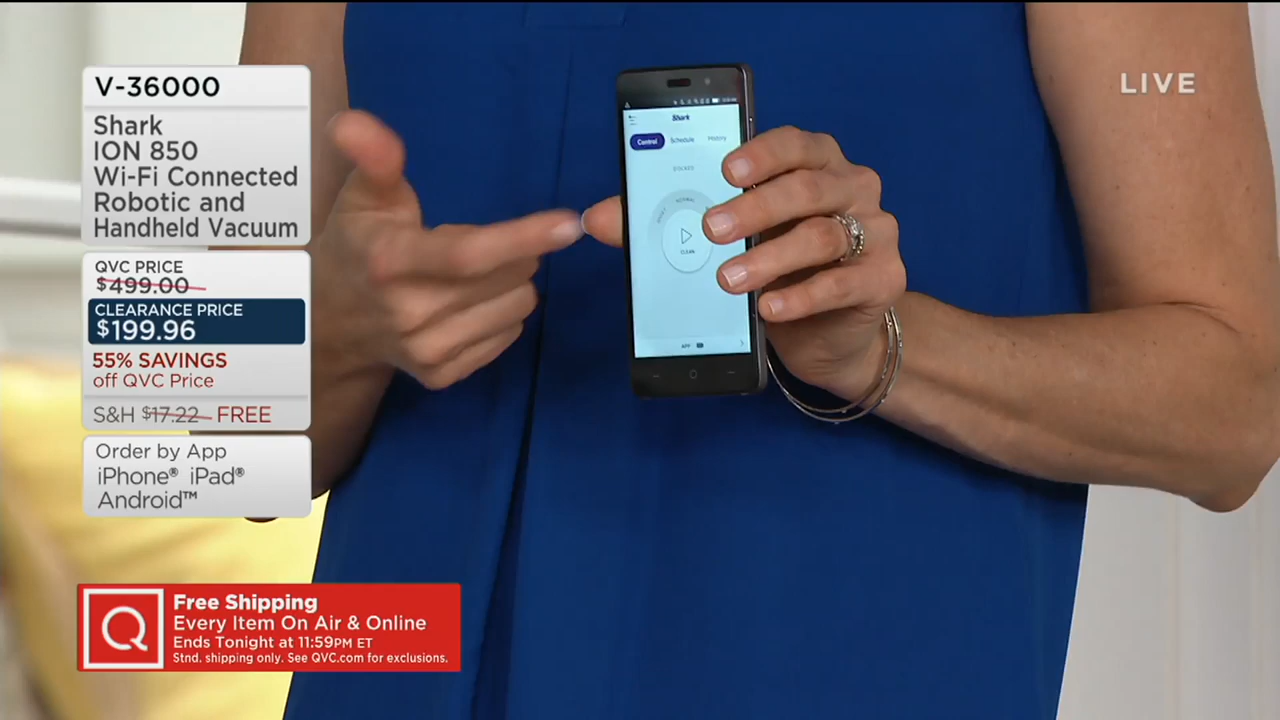 V-36000
LIVE
Shark
ION 850
Wi-Fi Connected
Robotic and
Handheld Vacuum
QVC PRICE
$499.00
CLEARANCE PRICE
$199.96
55% SAVINGS
off QVC Price
S&H $17.22 FREE
Order by App
iPhone® iPad®
Android™
Shark
Control Schedule History
DOCKED
NORMAL
CLEAN
Q
Free Shipping
Every Item On Air & Online
Ends Tonight at 11:59PM ET
Stnd. shipping only. See QVC.com for exclusions.